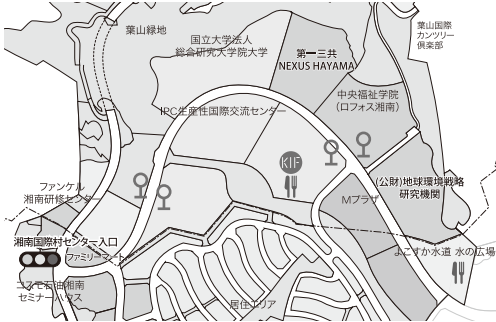 葉山緑地
国立大学法人
総合研究大学院大学
第一三共
NEXUS HAYAMA
葉山国際
カンツリー
倶楽部
中央福祉学院
(ロフォス湘南)
IPC生産性国際交流センター
KIF
ファンケル
湘南研修センター
(公財)地球環境戦略
研究機関
Mプラザ
湘南国際村センター入口
ファミリーマート
よこすか水道 水の広場
コスモ石油湘南
セミナーハウス
居住エリア